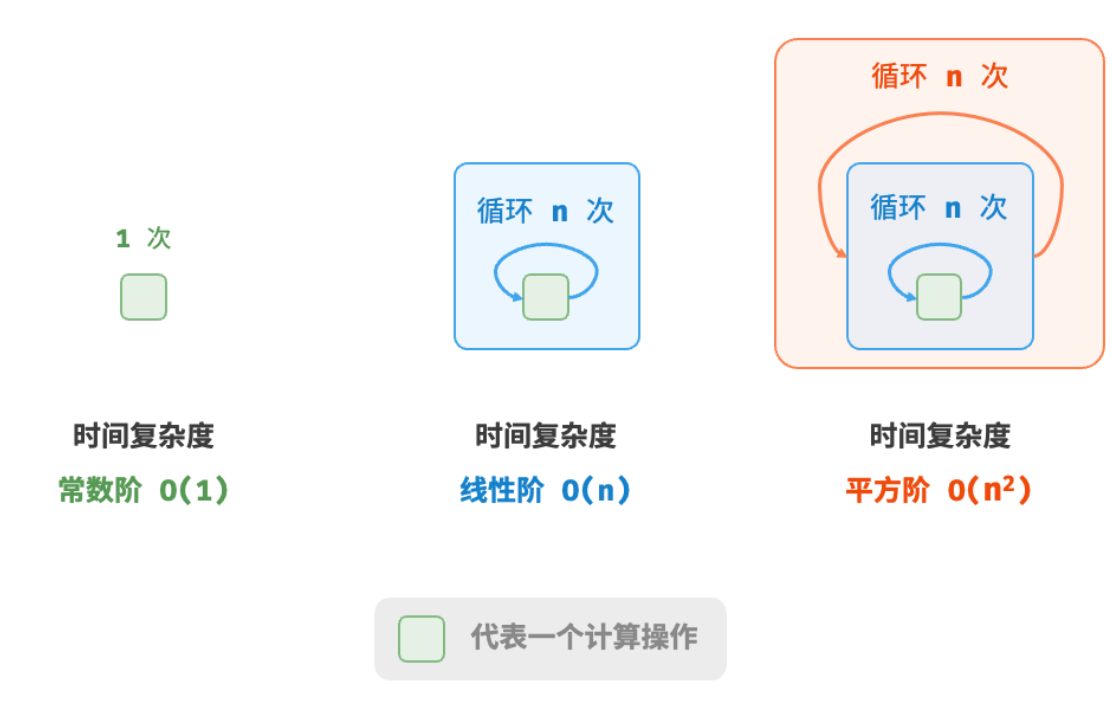 循环 n 次
1 次
循环 n 次
循环 n 次
时间复杂度
常数阶 O(1)
时间复杂度
线性阶 O(n)
时间复杂度
平方阶 O(n²)
代表一个计算操作